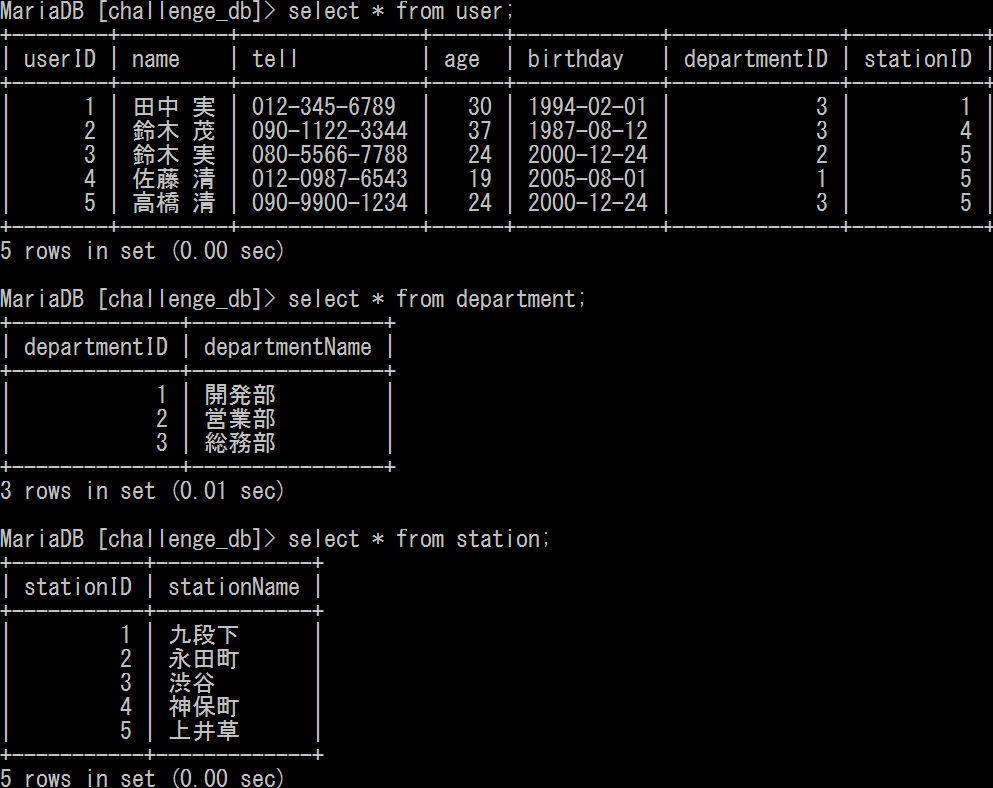 MariaDB [challenge_db]> select * from user;
+--------+----------+---------------+------+------------+--------------+-----------+
| userID | name     | tell          | age  | birthday   | departmentID | stationID |
+--------+----------+---------------+------+------------+--------------+-----------+
|      1 | 田中 実  | 012-345-6789  |   30 | 1994-02-01 |            3 |         1 |
|      2 | 鈴木 茂  | 090-1122-3344 |   37 | 1987-08-12 |            3 |         4 |
|      3 | 鈴木 実  | 080-5566-7788 |   24 | 2000-12-24 |            2 |         5 |
|      4 | 佐藤 清  | 012-0987-6543 |   19 | 2005-08-01 |            1 |         5 |
|      5 | 高橋 清  | 090-9900-1234 |   24 | 2000-12-24 |            3 |         5 |
+--------+----------+---------------+------+------------+--------------+-----------+
5 rows in set (0.00 sec)
MariaDB [challenge_db]> select * from department;
+--------------+----------------+
| departmentID | departmentName |
+--------------+----------------+
|            1 | 開発部         |
|            2 | 営業部         |
|            3 | 総務部         |
+--------------+----------------+
3 rows in set (0.01 sec)
MariaDB [challenge_db]> select * from station;
+-----------+-------------+
| stationID | stationName |
+-----------+-------------+
|         1 | 九段下      |
|         2 | 永田町      |
|         3 | 渋谷        |
|         4 | 神保町      |
|         5 | 上井草      |
+-----------+-------------+
5 rows in set (0.00 sec)